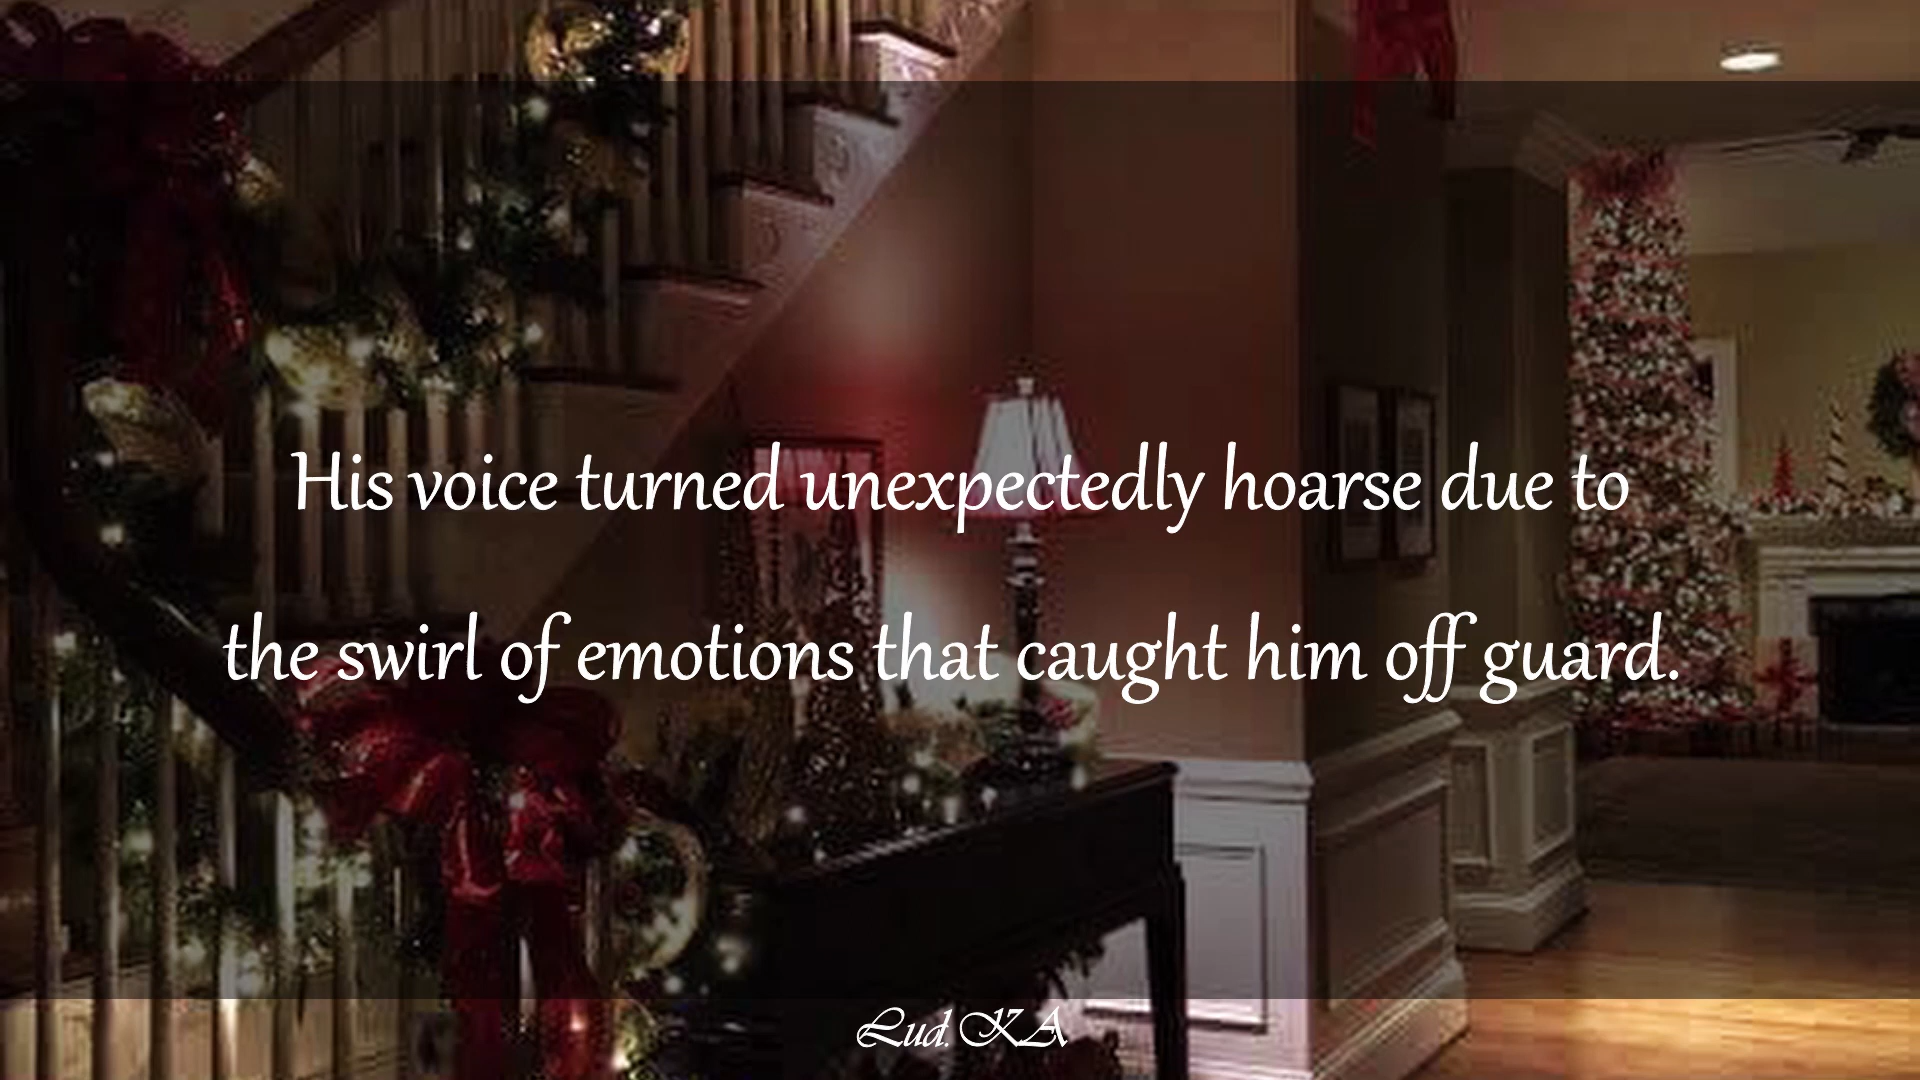 His voice turned unexpectedly hoarse due to
the swirl of emotions that caught him off guard.
Lud. KA